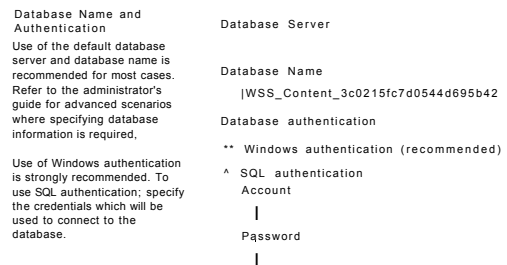 Database Name and
Authentication
Use of the default database
server and database name is
recommended for most cases.
Refer to the administrator's
guide for advanced scenarios
where specifying database
information is required,
Use of Windows authentication
is strongly recommended. To
use SQL authentication; specify
the credentials which will be
used to connect to the
database.
Database Server
Database Name
|WSS_Content_3c0215fc7d0544d695b42
Database authentication
** Windows authentication (recommended)
^ SQL authentication
Account
|
Password
|